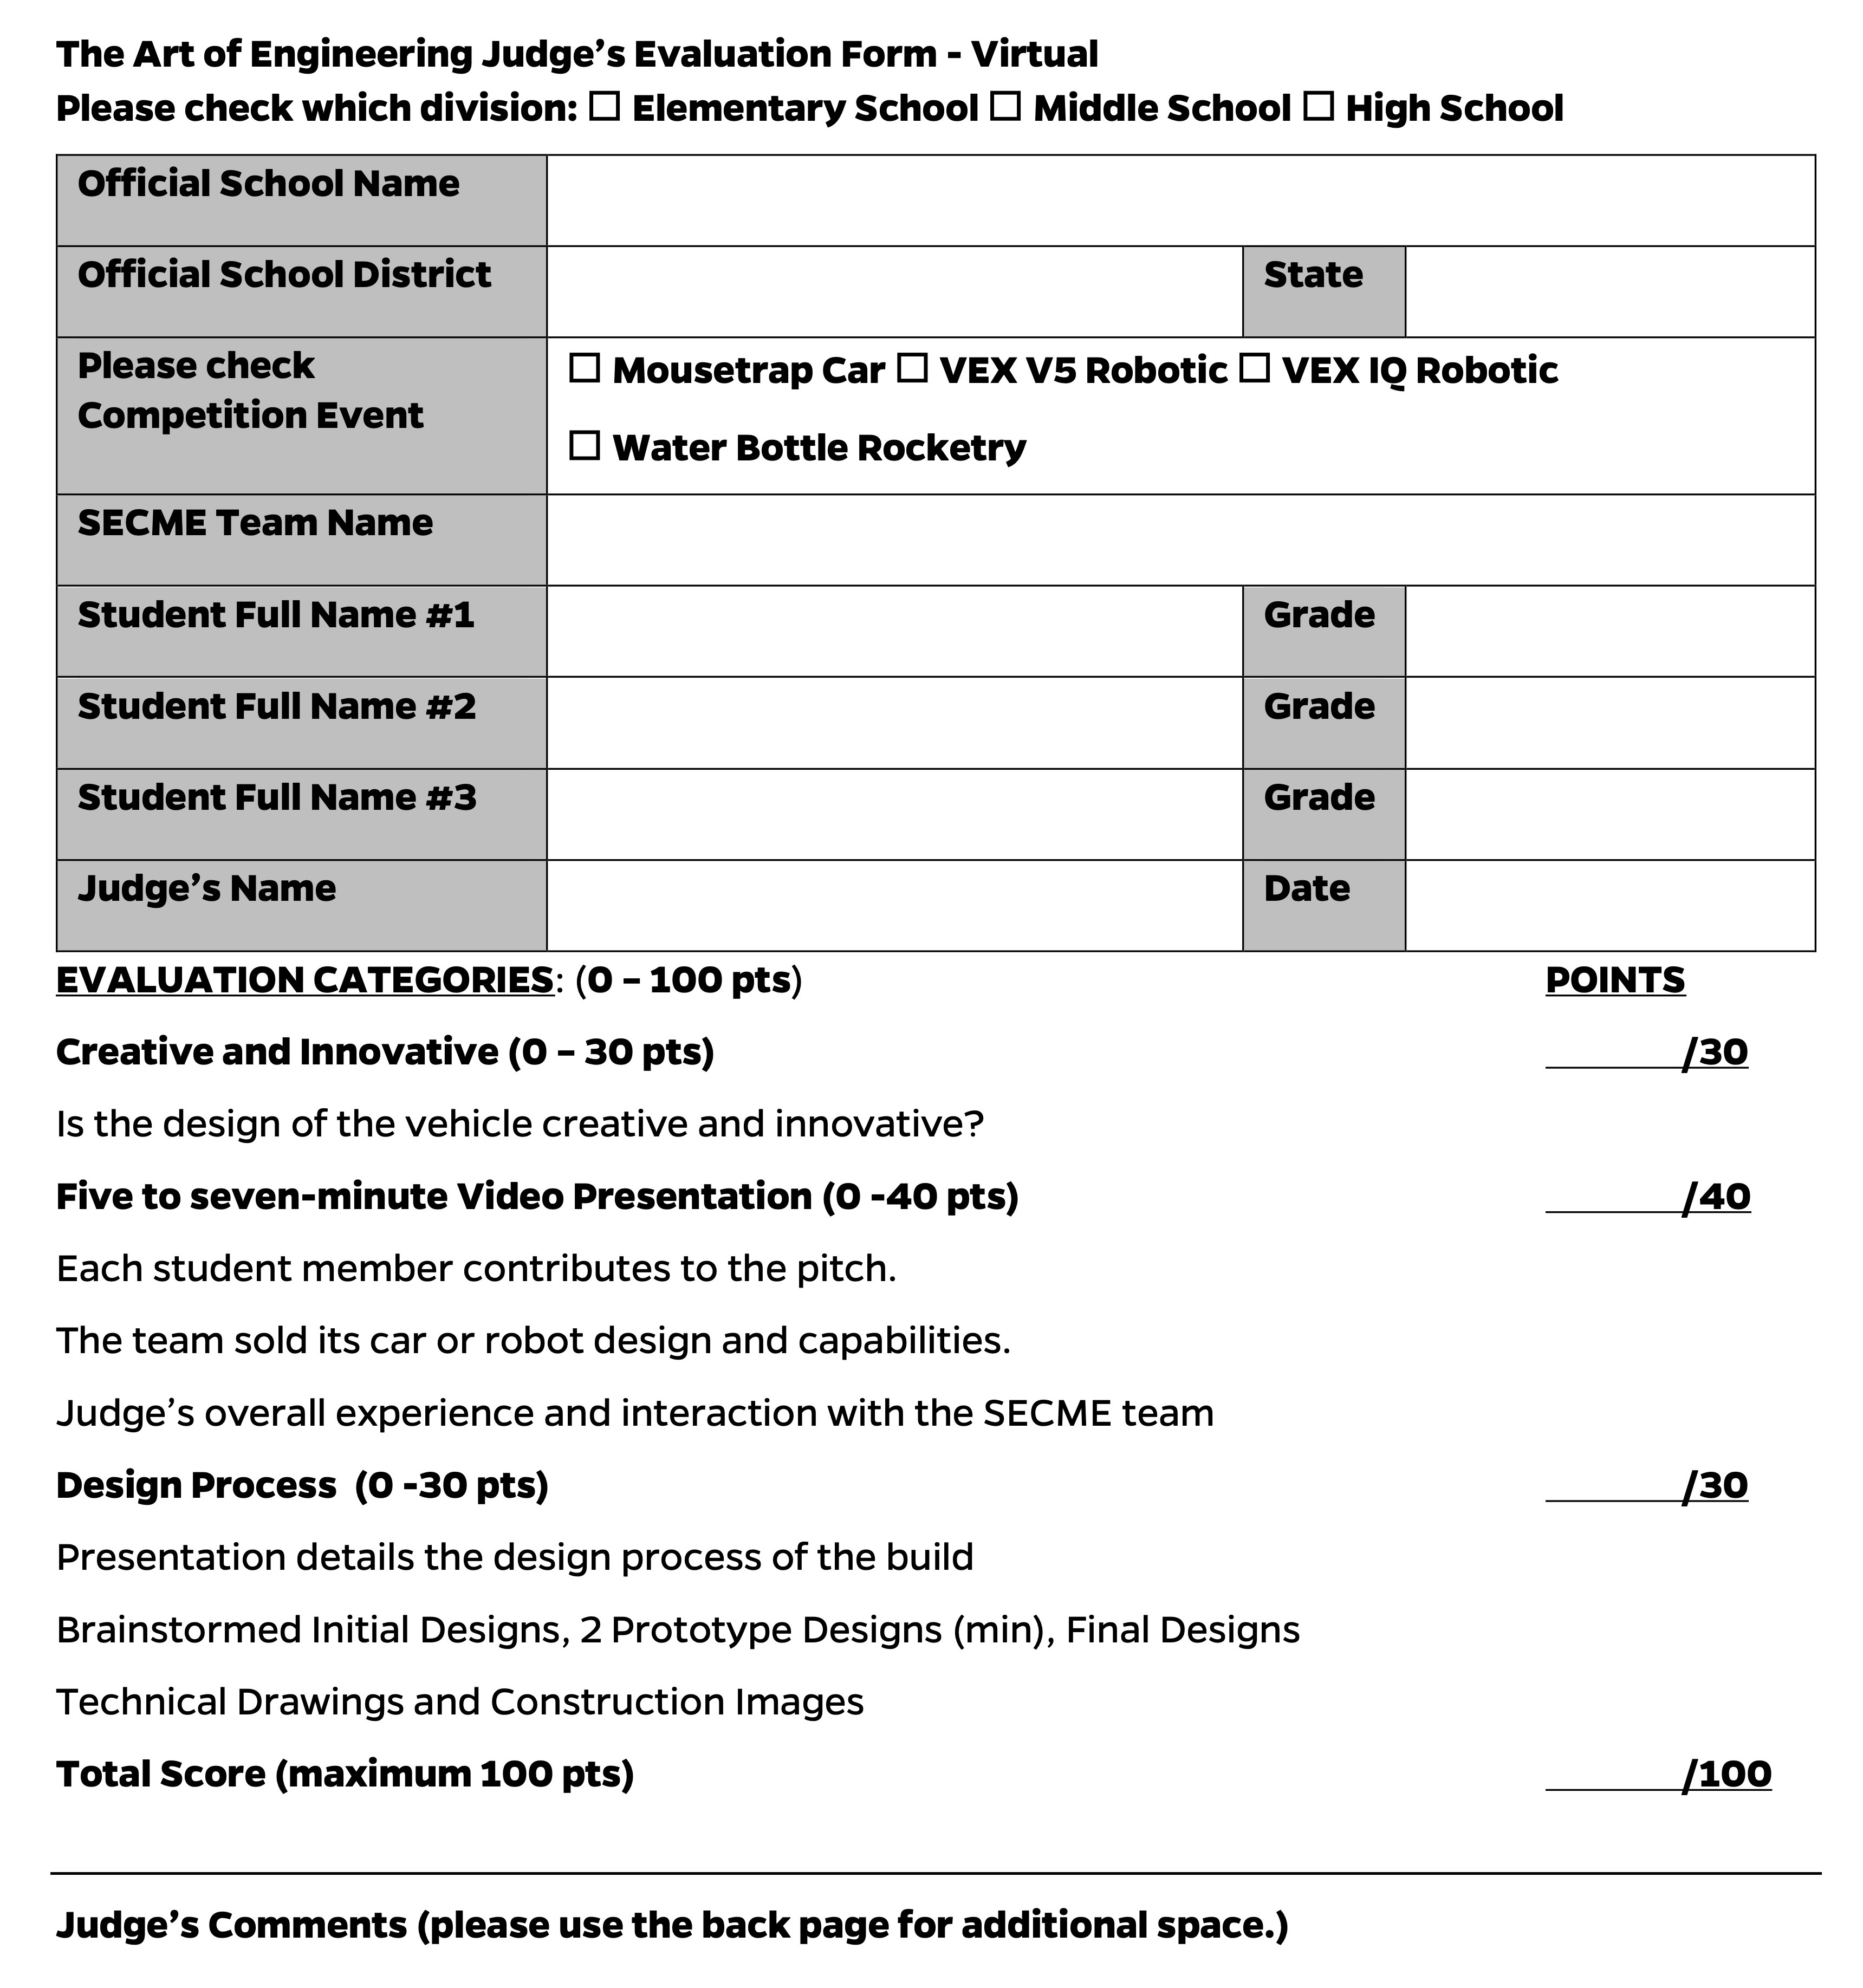 The Art of Engineering Judge’s Evaluation Form - Virtual
Please check which division: ☐ Elementary School ☐ Middle School ☐ High School
Official School Name
Official School District State
Please check
Competition Event
☐ Mousetrap Car ☐ VEX V5 Robotic ☐ VEX IQ Robotic
☐ Water Bottle Rocketry
SECME Team Name
Student Full Name #1 Grade
Student Full Name #2 Grade
Student Full Name #3 Grade
Judge’s Name Date
EVALUATION CATEGORIES: (0 – 100 pts) POINTS
Creative and Innovative (0 – 30 pts) ______/30
Is the design of the vehicle creative and innovative?
Five to seven-minute Video Presentation (0 -40 pts) ______/40
Each student member contributes to the pitch.
The team sold its car or robot design and capabilities.
Judge’s overall experience and interaction with the SECME team
Design Process  (0 -30 pts) ______/30
Presentation details the design process of the build
Brainstormed Initial Designs, 2 Prototype Designs (min), Final Designs
Technical Drawings and Construction Images
Total Score (maximum 100 pts) ______/100
Judge’s Comments (please use the back page for additional space.)